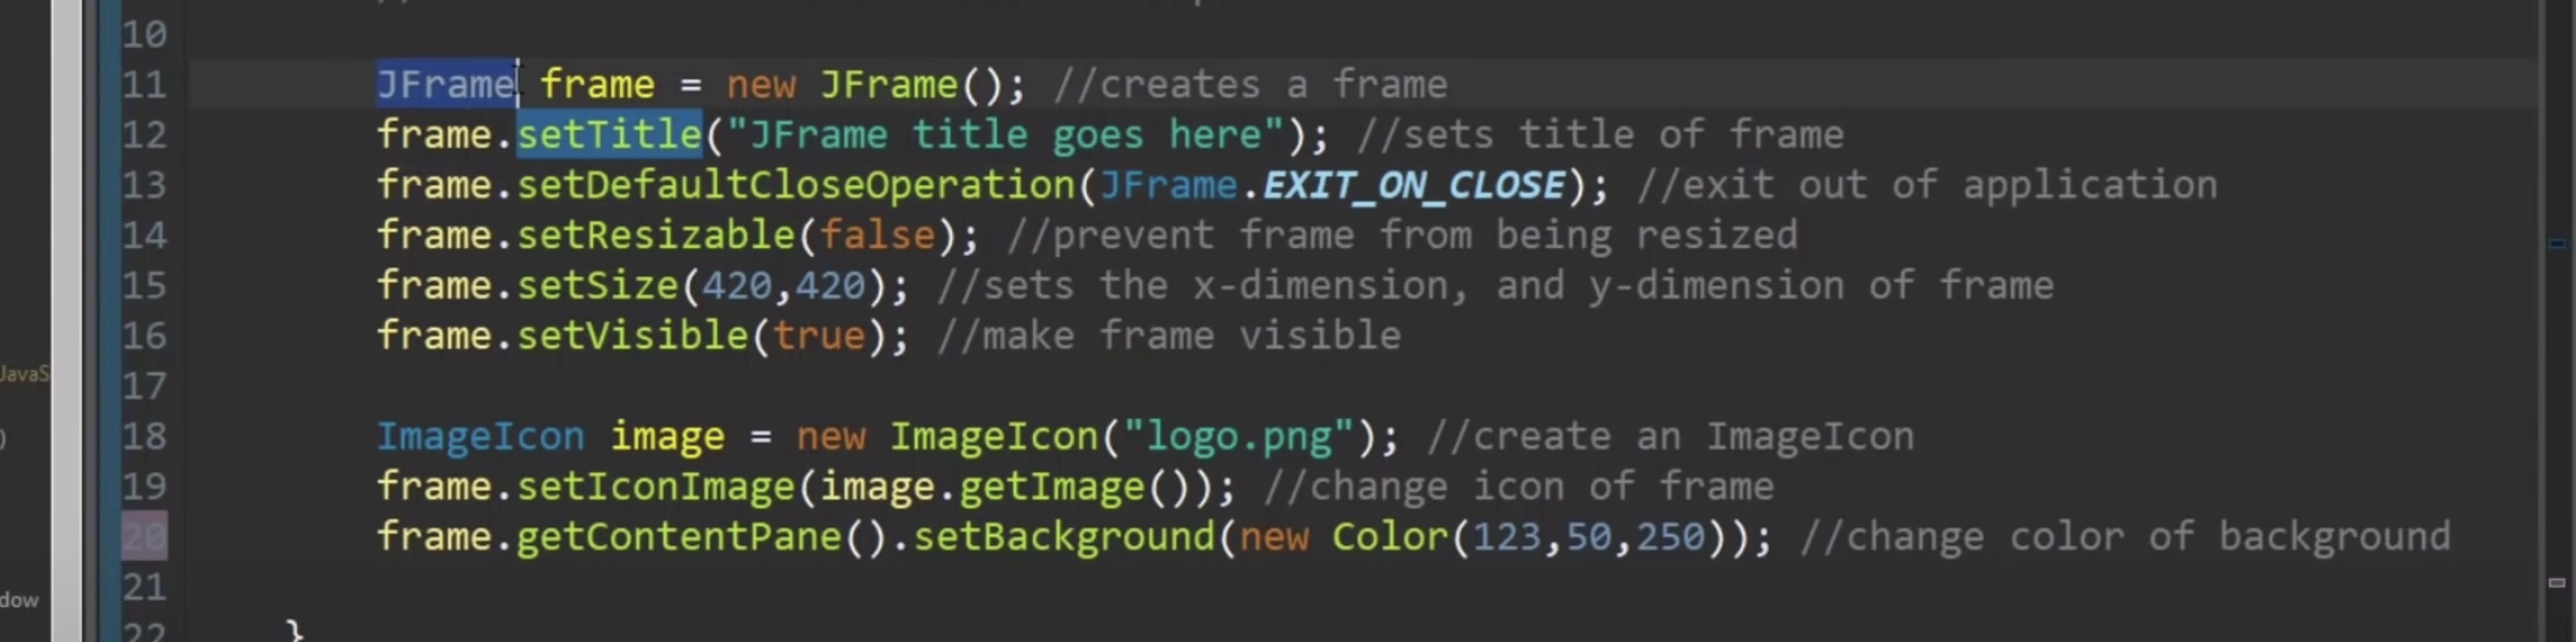 10
11 JFrame frame = new JFrame(); //creates a frame
12 frame.setTitle("JFrame title goes here"); //sets title of frame
13 frame.setDefaultCloseOperation(JFrame.EXIT_ON_CLOSE); //exit out of application
14 frame.setResizable(false); //prevent frame from being resized
15 frame.setSize(420,420); //sets the x-dimension, and y-dimension of frame
16 frame.setVisible(true); //make frame visible
17
JavaS
18 ImageIcon image = new ImageIcon("logo.png"); //create an ImageIcon
)
19 frame.setIconImage(image.getImage()); //change icon of frame
20 frame.getContentPane().setBackground(new Color(123,50,250)); //change color of background
21
dow
22 }